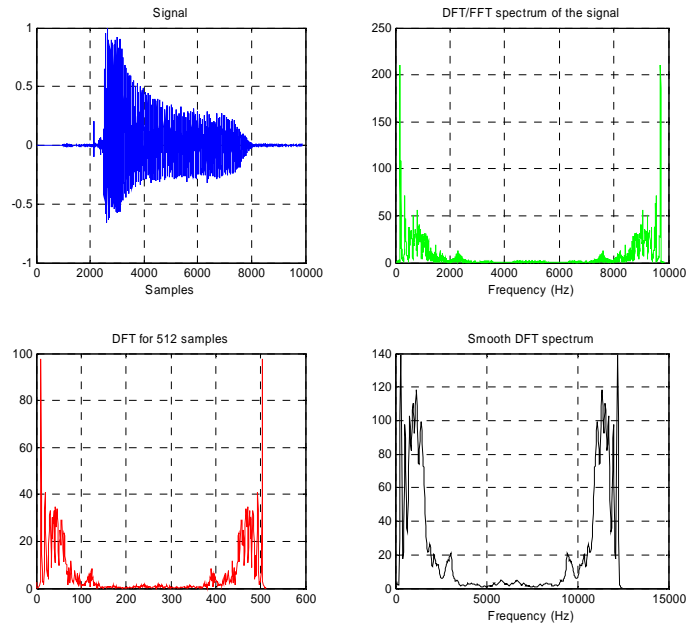 Signal
1
0.5
0
-0.5
-1
0 2000 4000 6000 8000 10000
Samples
DFT/FFT spectrum of the signal
250
200
150
100
50
0
0 2000 4000 6000 8000 10000
Frequency (Hz)
DFT for 512 samples
100
80
60
40
20
0
0 100 200 300 400 500 600
Smooth DFT spectrum
140
120
100
80
60
40
20
0
0 5000 10000 15000
Frequency (Hz)